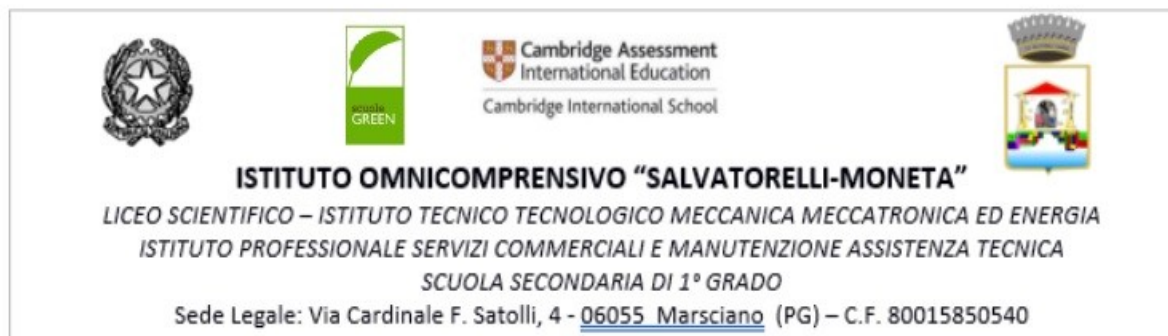 scuola
GREEN
Cambridge Assessment
International Education
Cambridge International School
ISTITUTO OMNICOMPRENSIVO “SALVATORELLI-MONETA”
LICEO SCIENTIFICO – ISTITUTO TECNICO TECNOLOGICO MECCANICA MECCATRONICA ED ENERGIA
ISTITUTO PROFESSIONALE SERVIZI COMMERCIALI E MANUTENZIONE ASSISTENZA TECNICA
SCUOLA SECONDARIA DI 1° GRADO
Sede Legale: Via Cardinale F. Satolli, 4 - 06055 Marsciano (PG) – C.F. 80015850540